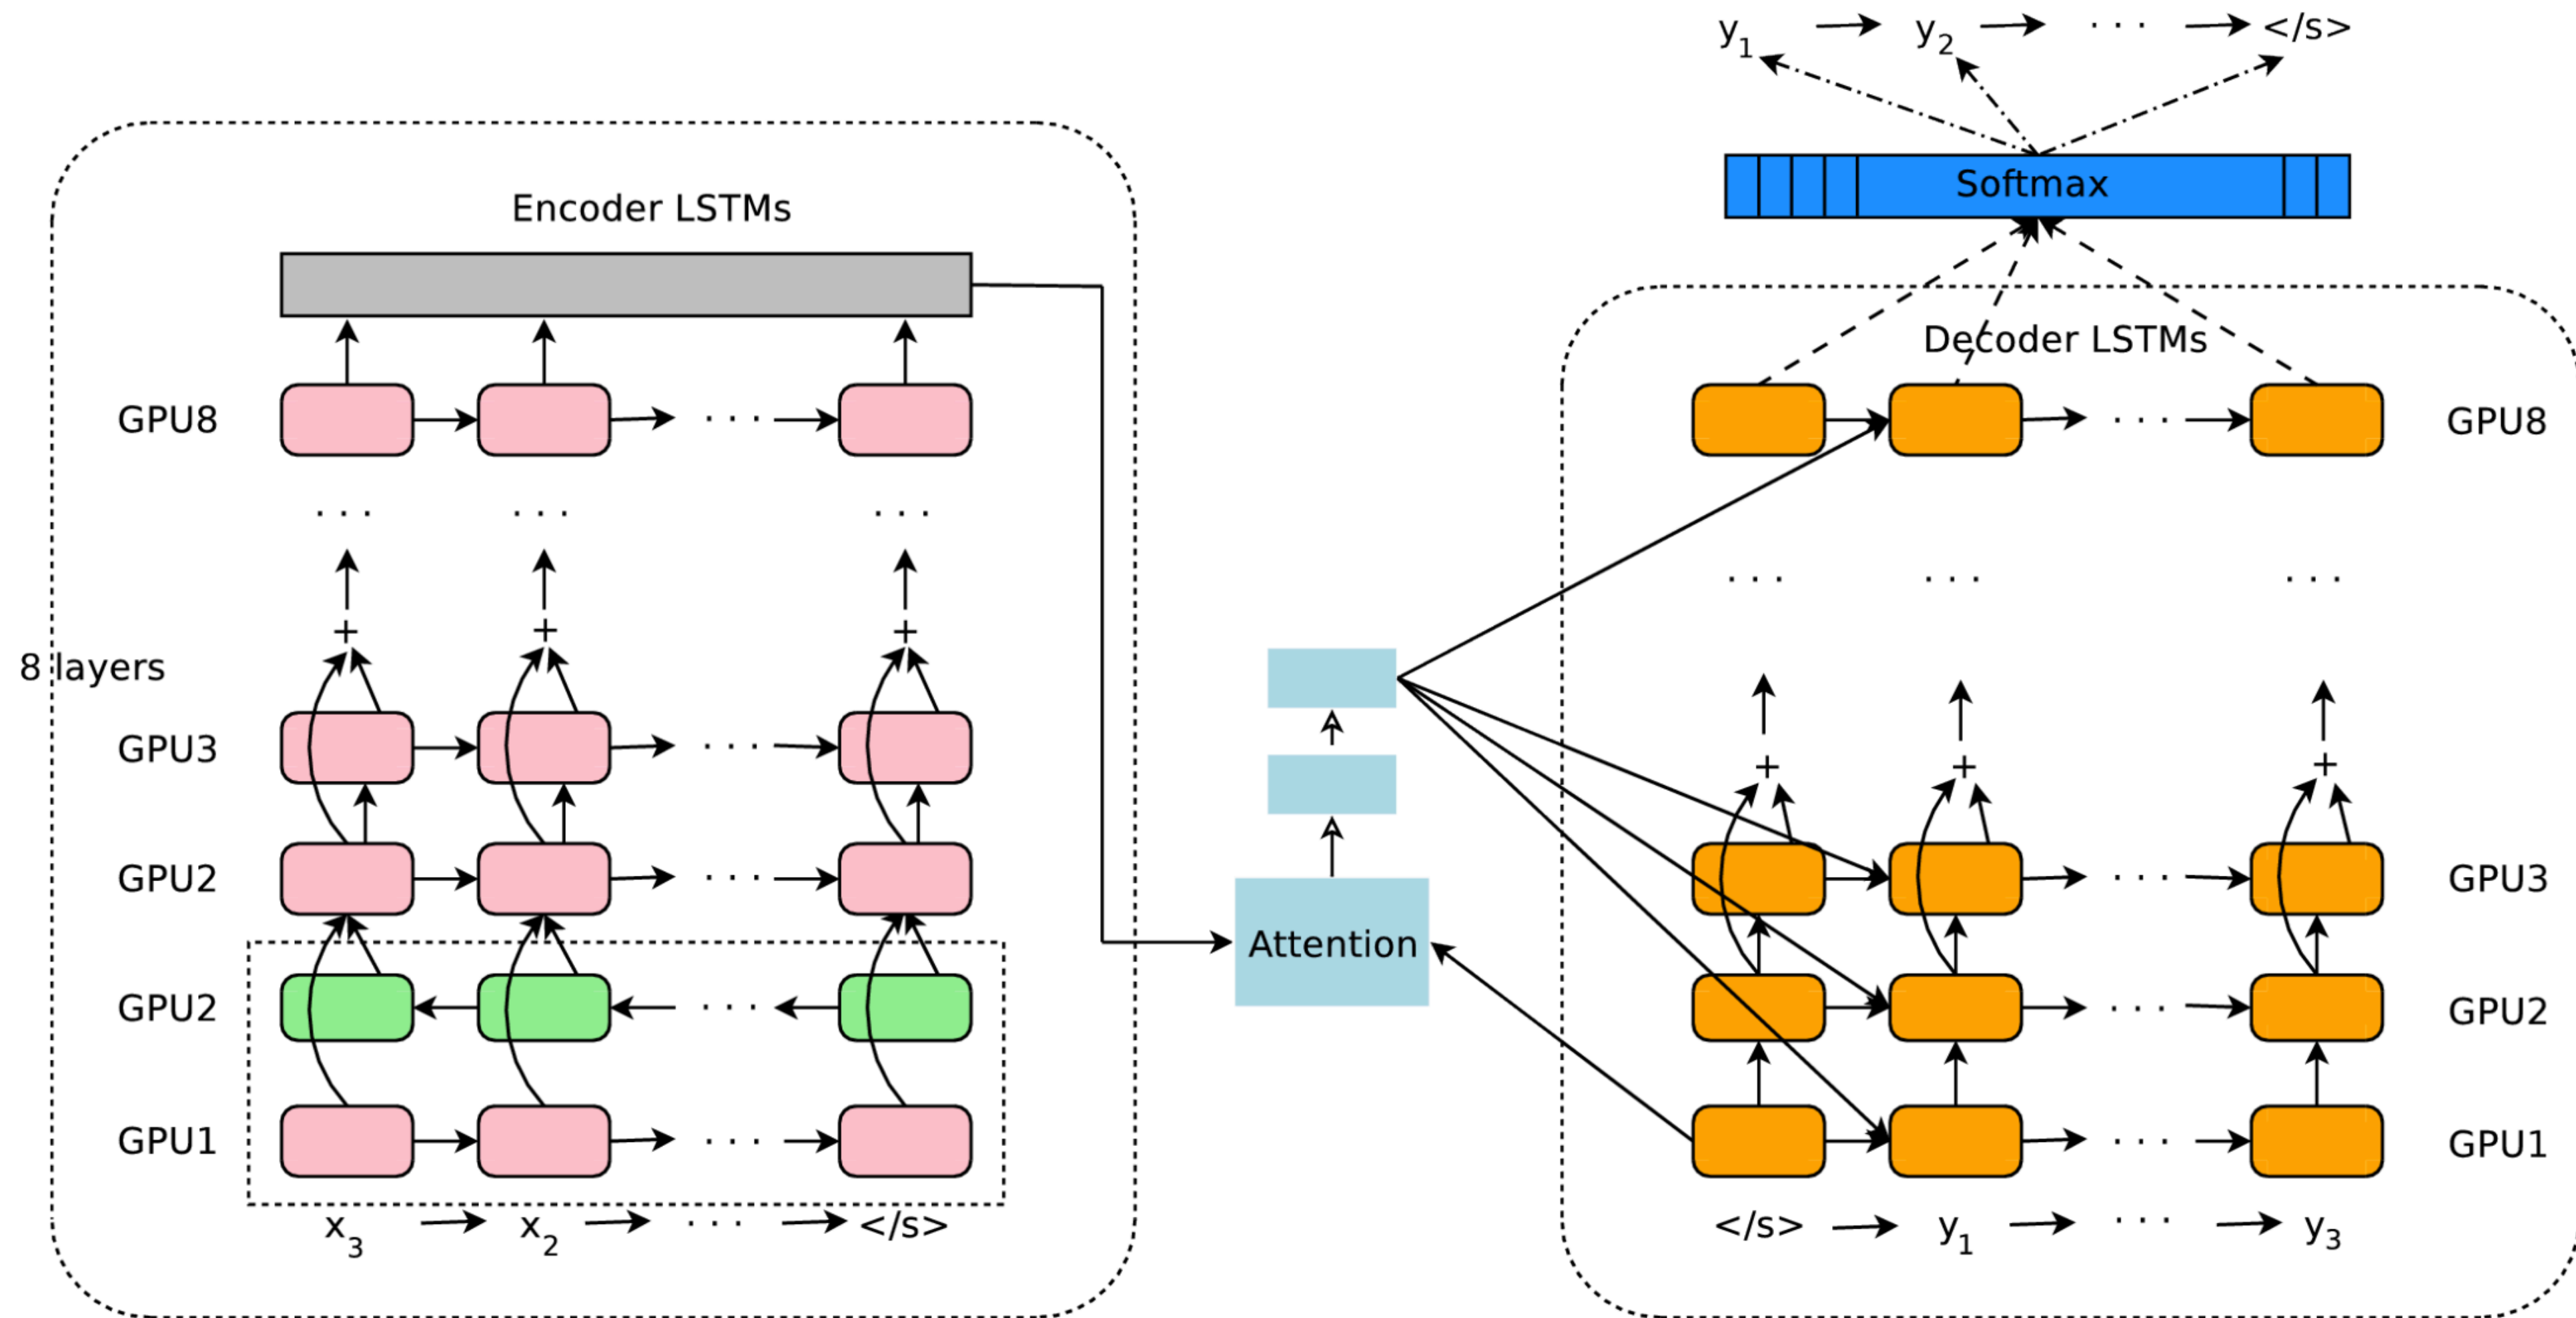 y1 → y2 → ··· → </s>
Softmax
Encoder LSTMs
Decoder LSTMs
GPU8 ···
··· GPU8
··· ··· ···
··· ··· ···
+ + +
8 layers
GPU3 ···
+ + +
GPU2 ···
··· GPU3
Attention
GPU2 ···
··· GPU2
GPU1 ···
··· GPU1
x3 → x2 → ··· → </s>
</s> → y1 → ··· → y3